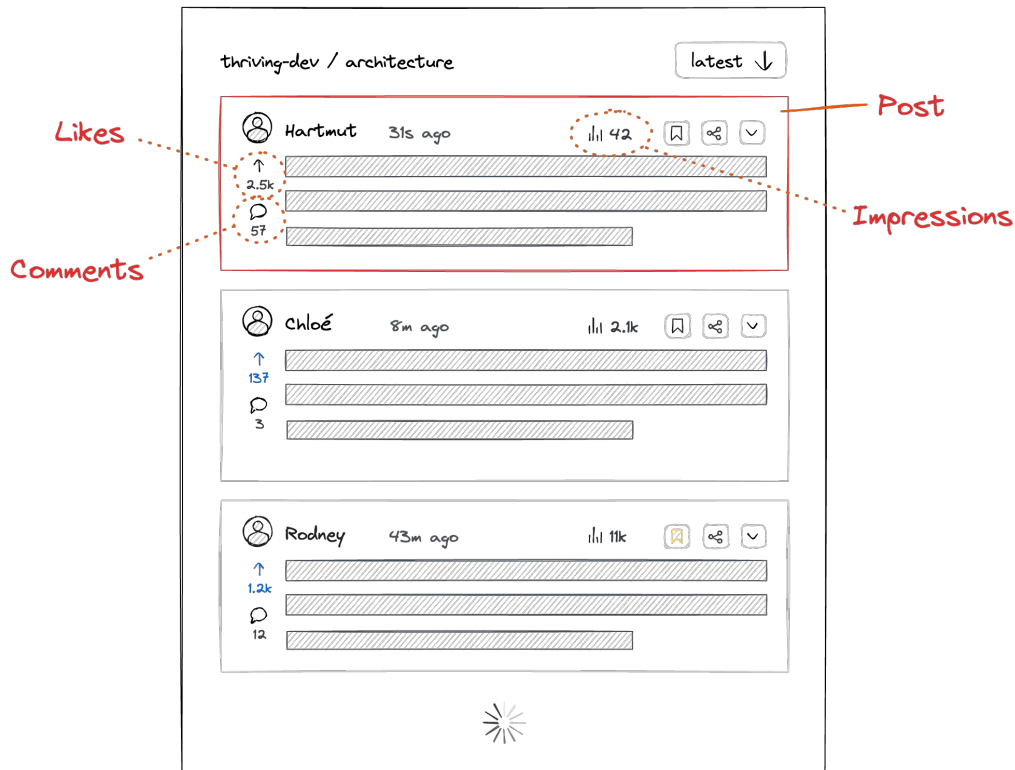 thriving-dev / architecture
latest ↓
Post
Likes
Hartmut 31s ago 42
2.5k
57
Impressions
Comments
Chloé 8m ago 2.1k
137
3
Rodney 43m ago 11k
1.2k
12